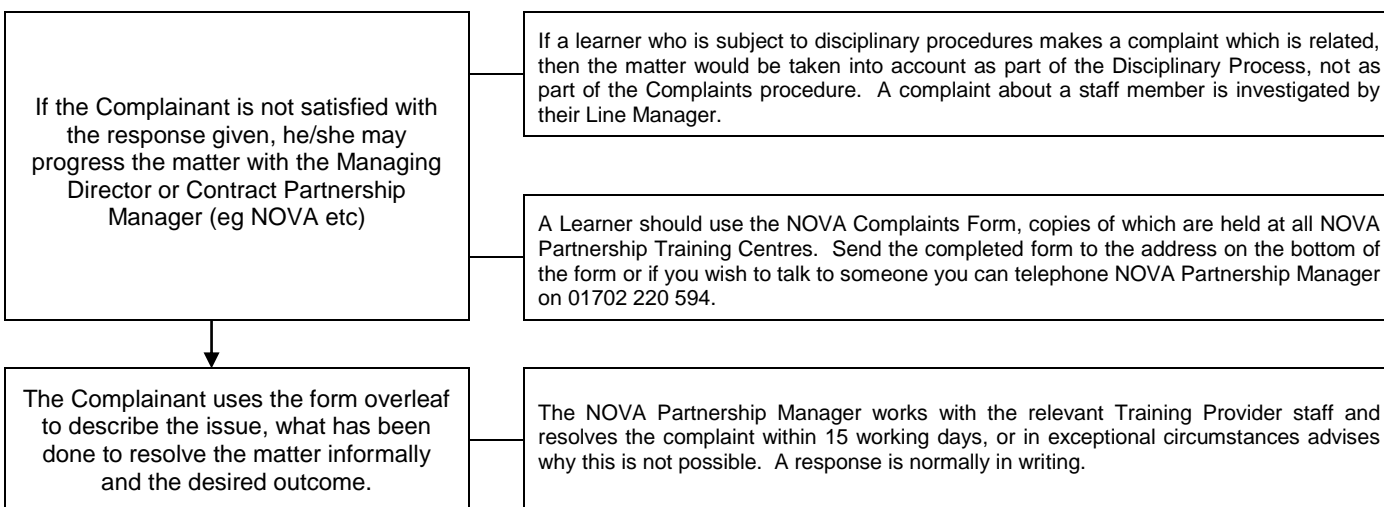 If the Complainant is not satisfied with
the response given, he/she may
progress the matter with the Managing
Director or Contract Partnership
Manager (eg NOVA etc)
If a learner who is subject to disciplinary procedures makes a complaint which is related,
then the matter would be taken into account as part of the Disciplinary Process, not as
part of the Complaints procedure. A complaint about a staff member is investigated by
their Line Manager.
A Learner should use the NOVA Complaints Form, copies of which are held at all NOVA
Partnership Training Centres. Send the completed form to the address on the bottom of
the form or if you wish to talk to someone you can telephone NOVA Partnership Manager
on 01702 220 594.
The Complainant uses the form overleaf
to describe the issue, what has been
done to resolve the matter informally
and the desired outcome.
The NOVA Partnership Manager works with the relevant Training Provider staff and
resolves the complaint within 15 working days, or in exceptional circumstances advises
why this is not possible. A response is normally in writing.